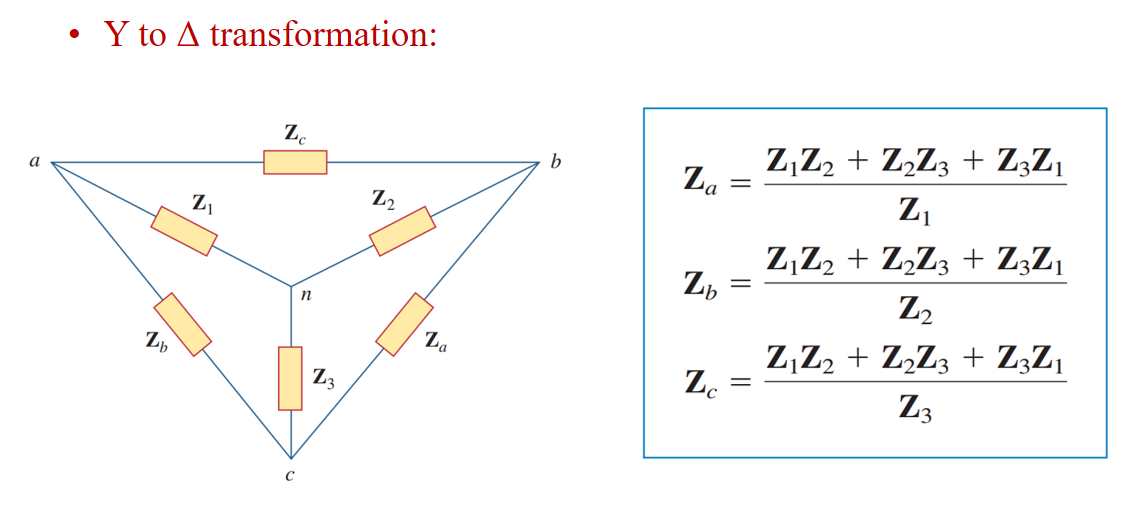 • Y to Δ transformation:
Z_c
a
b
Z_1
Z_2
n
Z_b
Z_a
Z_3
c
Z_a = (Z_1Z_2 + Z_2Z_3 + Z_3Z_1) / Z_1
Z_b = (Z_1Z_2 + Z_2Z_3 + Z_3Z_1) / Z_2
Z_c = (Z_1Z_2 + Z_2Z_3 + Z_3Z_1) / Z_3